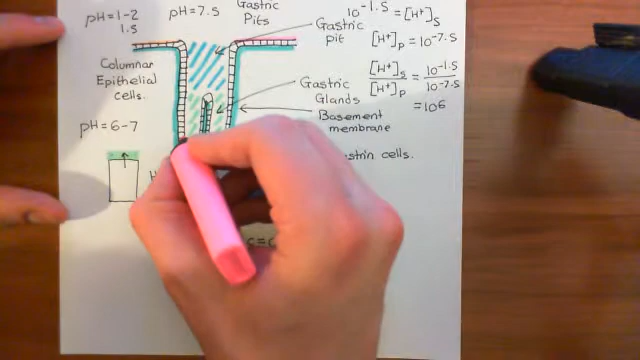 pH=1-2
1.5
pH=7.5
Gastric
Pits
Gastric
pit
10^-1.5 = [H+]s
[H+]p = 10^-7.5
[H+]s = 10^-1.5
[H+]p 10^-7.5
= 10^6
Columnar
Epithelial
cells.
Gastric
Glands
Basement
membrane
pH=6-7
cells.